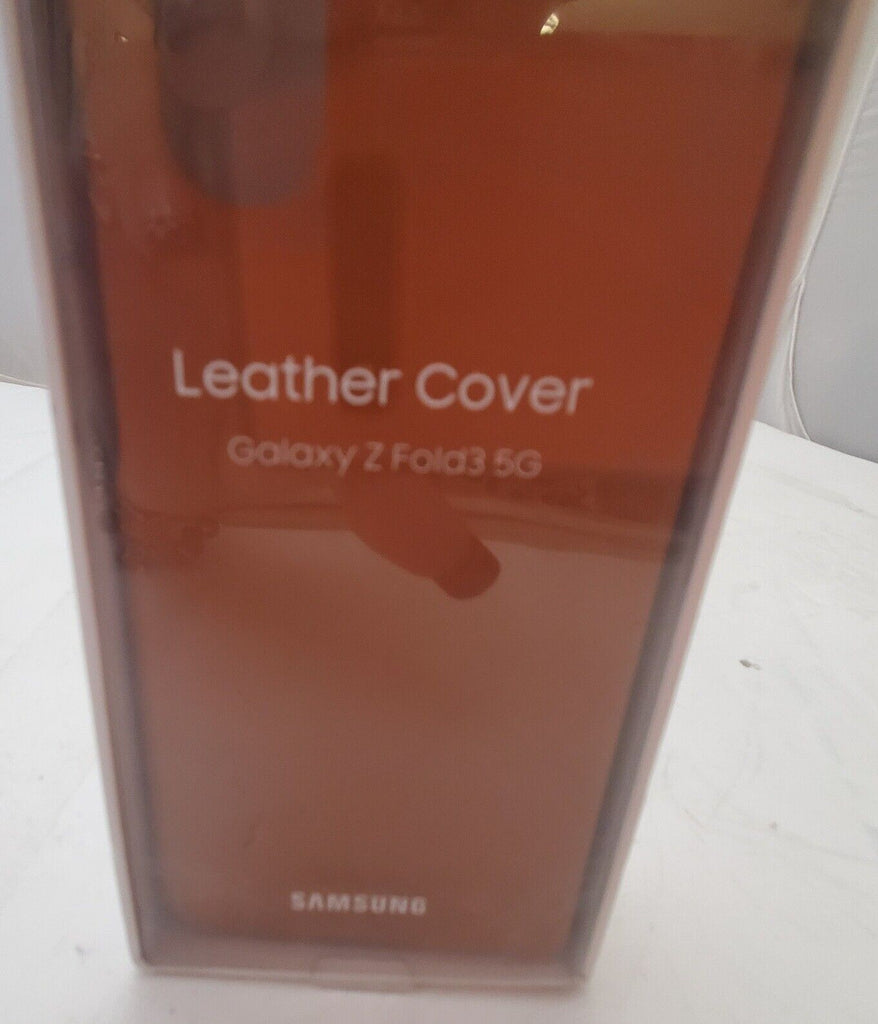 Leather Cover
Galaxy Z Fold3 5G
SAMSUNG